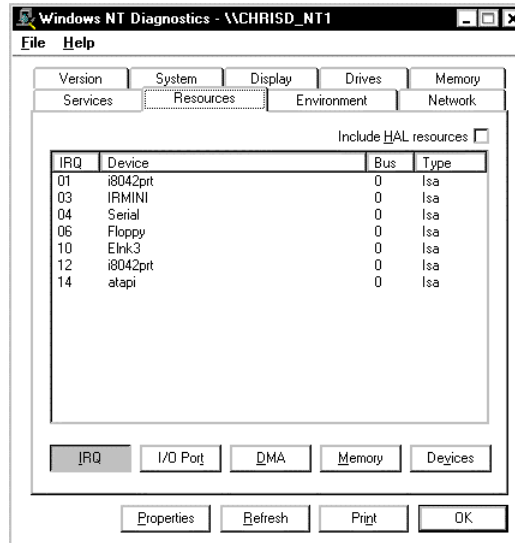 Windows NT Diagnostics - \\CHRISD_NT1
File Help
Version System Display Drives Memory
Services Resources Environment Network
Include HAL resources
IRQ Device Bus Type
01 i8042prt 0 Isa
03 IRMINI 0 Isa
04 Serial 0 Isa
06 Floppy 0 Isa
10 Elnk3 0 Isa
12 i8042prt 0 Isa
14 atapi 0 Isa
IRQ I/O Port DMA Memory Devices
Properties Refresh Print OK